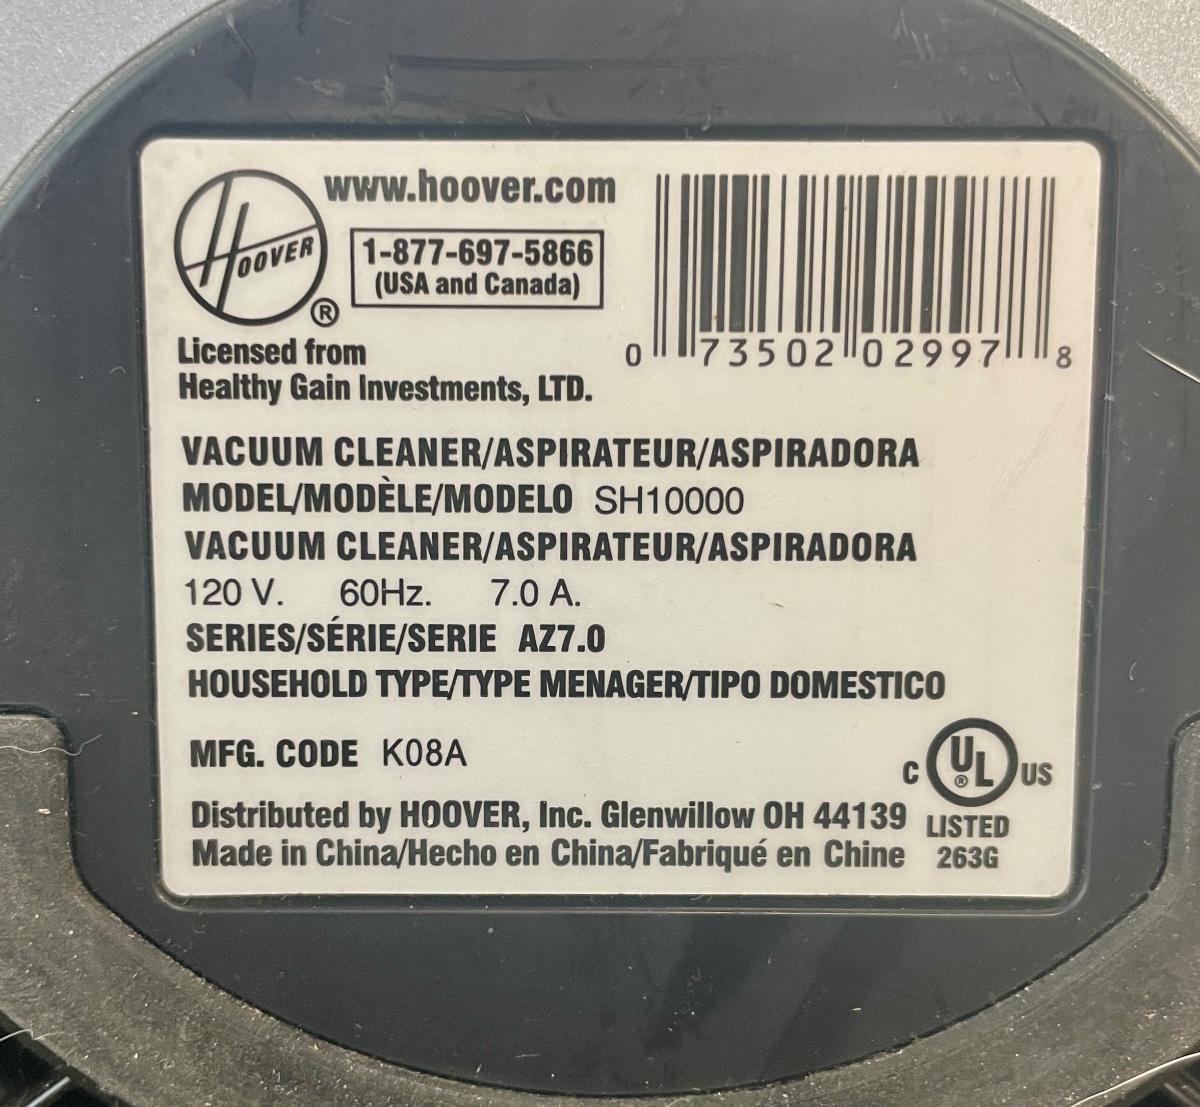 www.hoover.com
HOOVER
®
1-877-697-5866
(USA and Canada)
0 73502 02997 8
Licensed from
Healthy Gain Investments, LTD.
VACUUM CLEANER/ASPIRATEUR/ASPIRADORA
MODEL/MODÈLE/MODELO SH10000
VACUUM CLEANER/ASPIRATEUR/ASPIRADORA
120 V. 60Hz. 7.0 A.
SERIES/SÉRIE/SERIE AZ7.0
HOUSEHOLD TYPE/TYPE MENAGER/TIPO DOMESTICO
MFG. CODE K08A
C UL® US
LISTED
263G
Distributed by HOOVER, Inc. Glenwillow OH 44139
Made in China/Hecho en China/Fabriqué en Chine